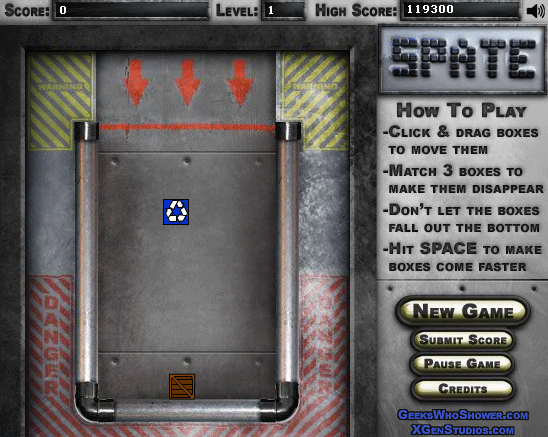 Score: 0 Level: 1 High Score: 119300
SPATE
WARNING
WARNING
How To Play
-Click & drag boxes
to move them
-Match 3 boxes to
make them disappear
-Don't let the boxes
fall out the bottom
-Hit SPACE to make
boxes come faster
DANGER
DANGER
New Game
Submit Score
Pause Game
Credits
GeeksWhoShower.com
XGenStudios.com